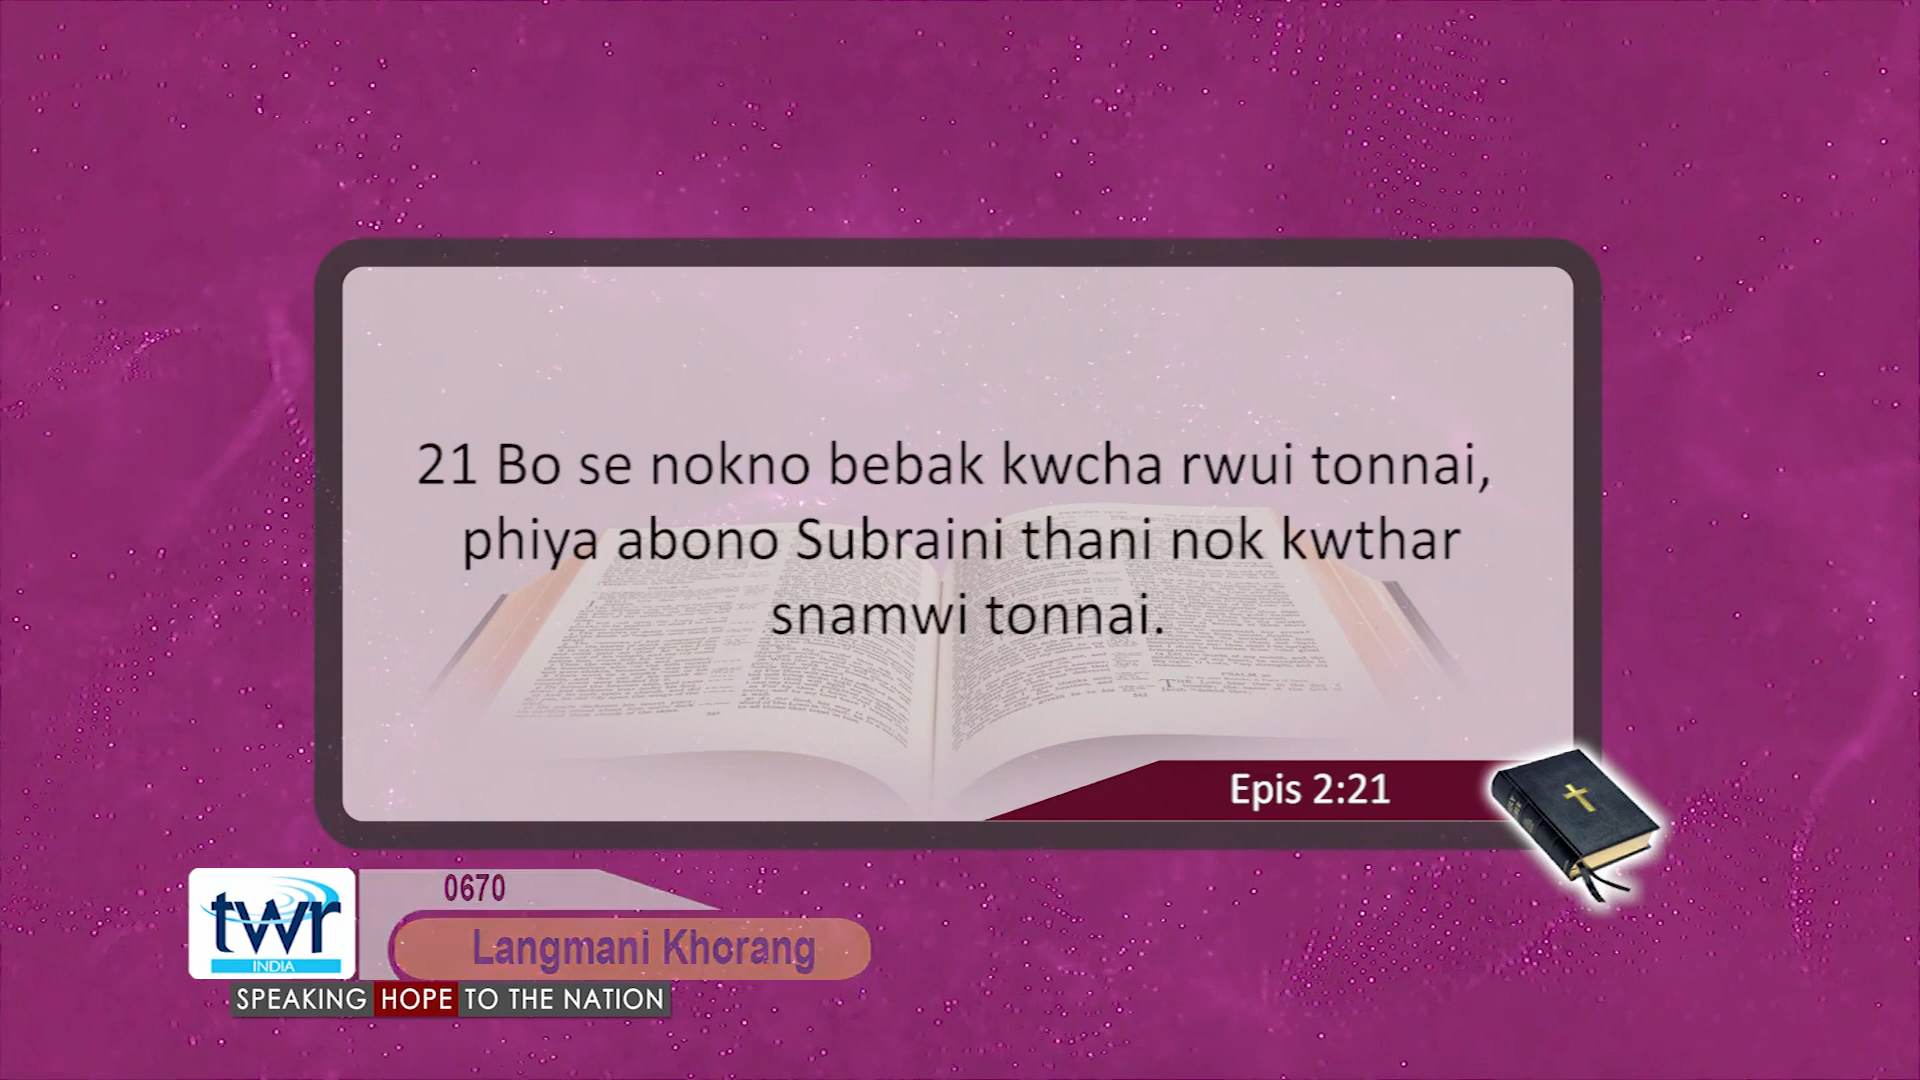 21 Bo se nokno bebak kwcha rwui tonnai,
phiya abono Subraini thani nok kwthar
snamwi tonnai.
Epis 2:21
0670
twr
INDIA
Langmani Khorang
SPEAKING HOPE TO THE NATION